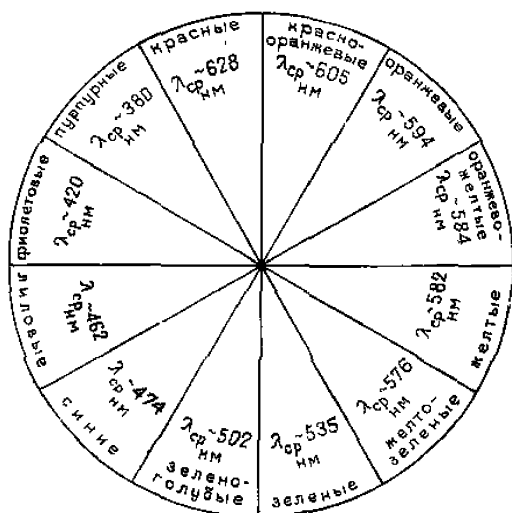 красные
λср ~628
нм
красно-
оранжевые
λср ~605
нм
оранжевые
λср ~594
нм
оранжево-
желтые
λср ~584
нм
желтые
λср ~582
нм
желто-
зеленые
λср ~576
нм
зеленые
λср ~535
нм
зелено-
голубые
λср ~502
нм
синие
λср ~474
нм
лиловые
λср ~462
нм
фиолетовые
λср ~420
нм
пурпурные
λср ~380
нм